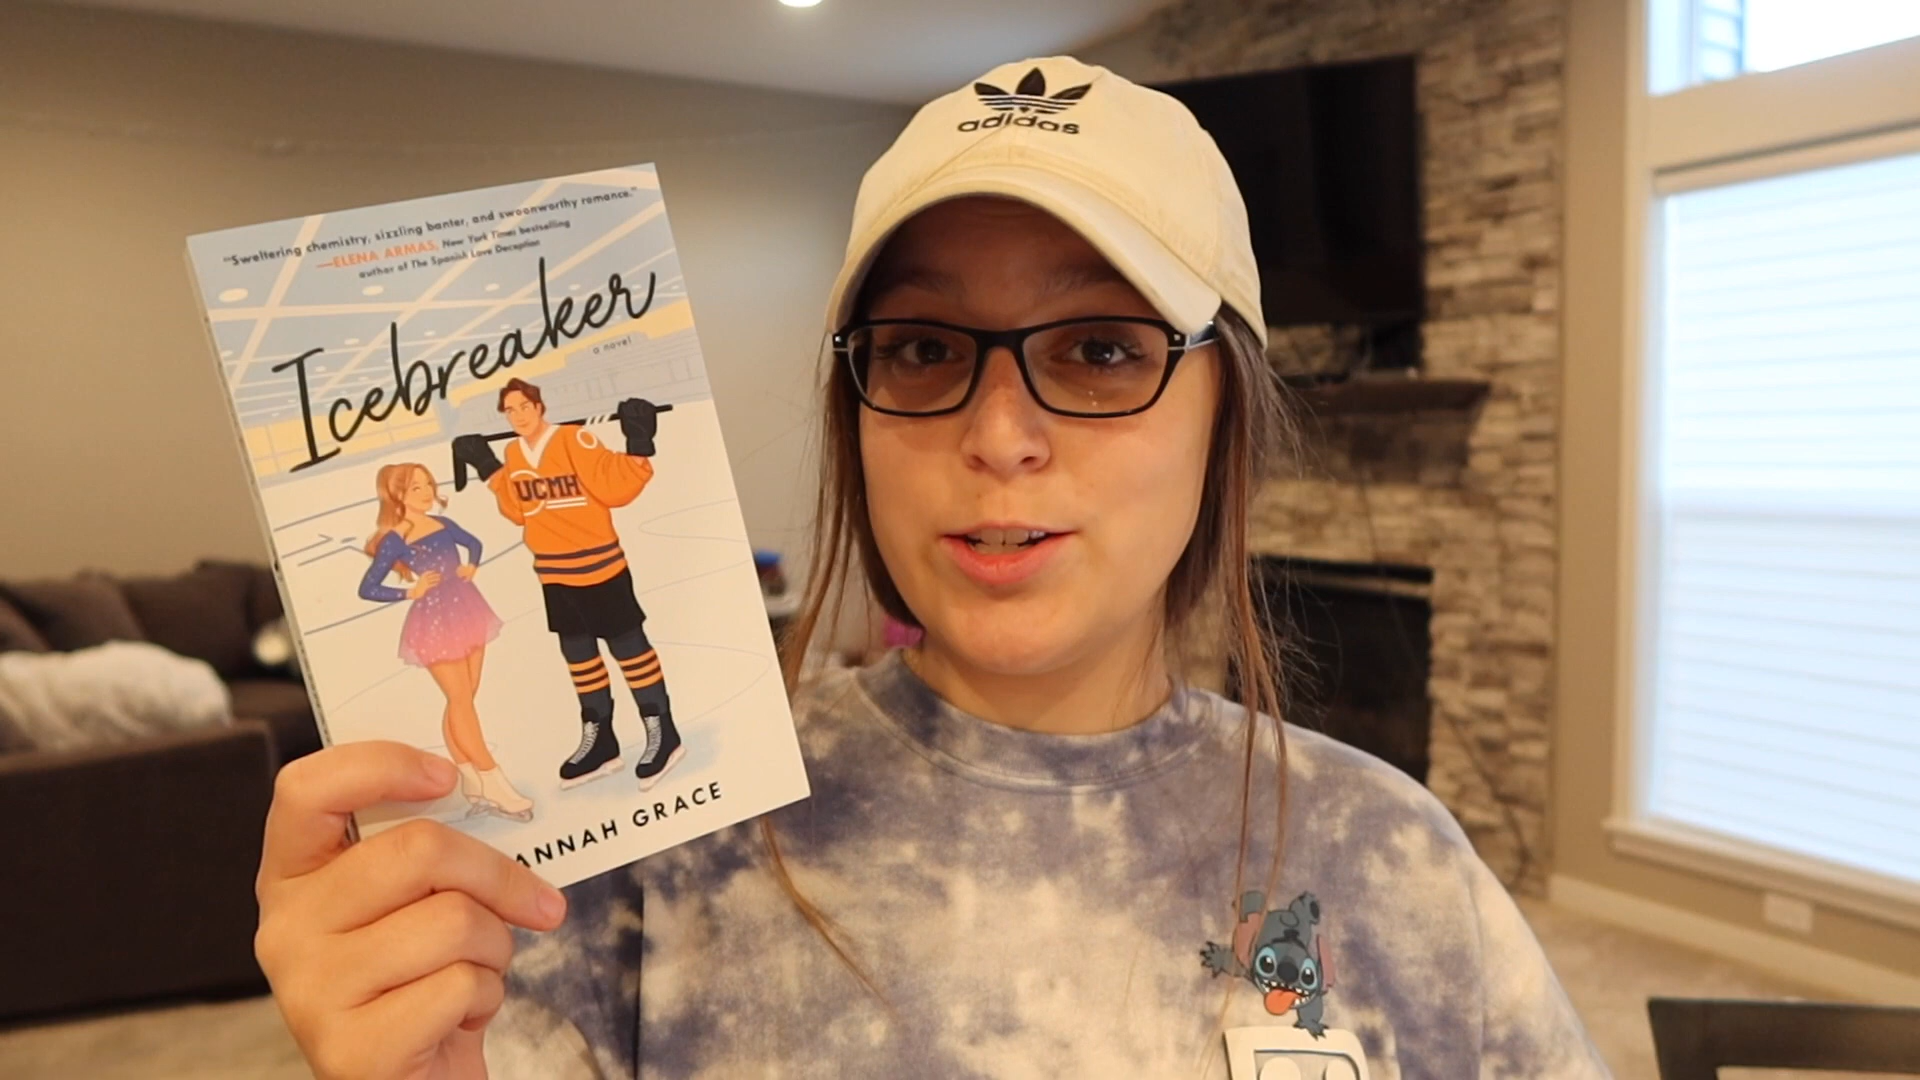 "Sweltering chemistry, sizzling banter, and swoonworthy romance."
—ELENA ARMAS, New York Times bestselling
author of The Spanish Love Deception
Icebreaker
a novel
UCMH
ANNAH GRACE
adidas